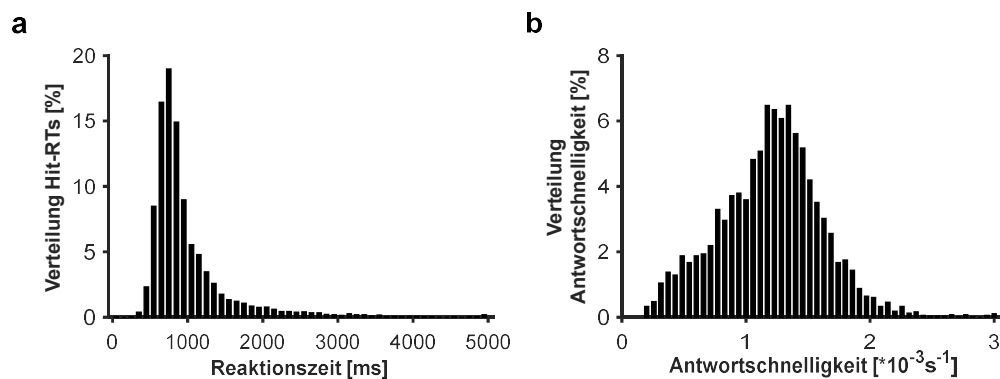 a
Verteilung Hit-RTs [%]
20
15
10
5
0
0 1000 2000 3000 4000 5000
Reaktionszeit [ms]
b
Verteilung
Antwortschnelligkeit [%]
8
6
4
2
0
0 1 2 3
Antwortschnelligkeit [*10⁻³s⁻¹]